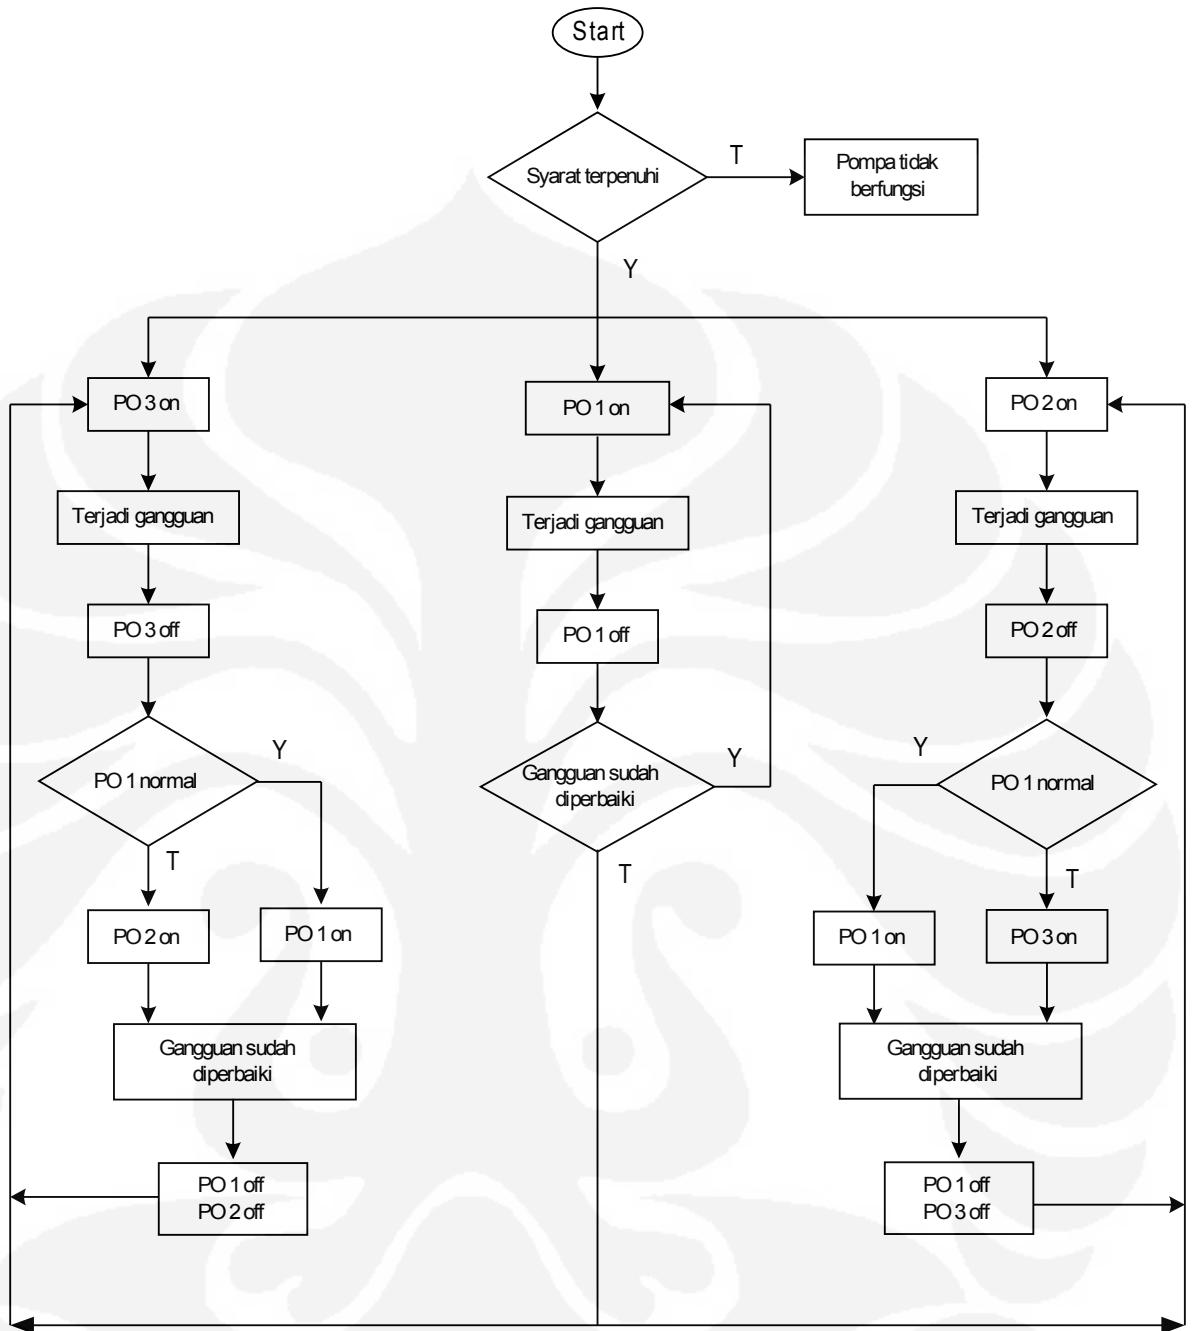 Start
Syarat terpenuhi
T
Pompa tidak
berfungsi
Y
PO 3 on
PO 1 on
PO 2 on
Terjadi gangguan
Terjadi gangguan
Terjadi gangguan
PO 3 off
PO 1 off
PO 2 off
PO 1 normal
Y
Gangguan sudah
diperbaiki
Y
Y
PO 1 normal
T
T
T
PO 2 on
PO 1 on
PO 1 on
PO 3 on
Gangguan sudah
diperbaiki
Gangguan sudah
diperbaiki
PO 1 off
PO 2 off
PO 1 off
PO 3 off